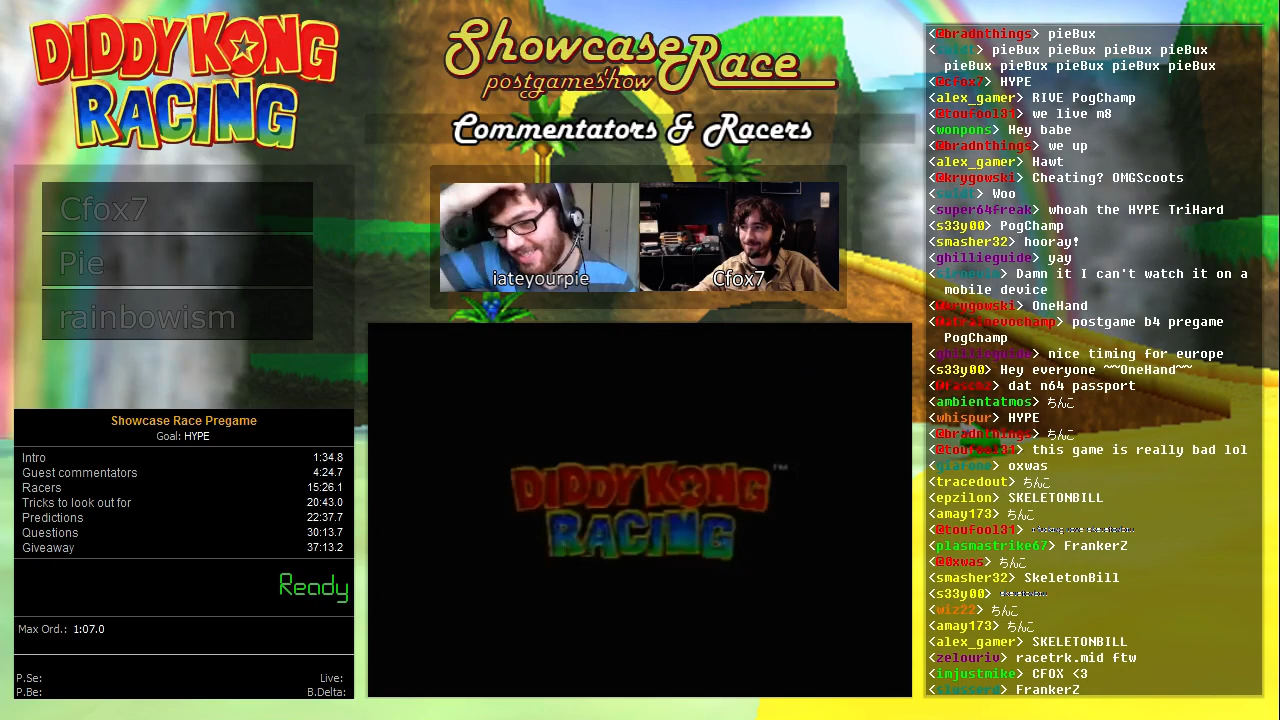 DIDDY KONG
RACING
Showcase Race
postgameshow
Commentators & Racers
Cfox7
Pie
rainbowism
iateyourpie
Cfox7
Showcase Race Pregame
Goal: HYPE
Intro 1:34.8
Guest commentators 4:24.7
Racers 15:26.1
Tricks to look out for 20:43.0
Predictions 22:37.7
Questions 30:13.7
Giveaway 37:13.2
Ready
Max Ord.: 1:07.0
P.Se: Live:
P.Be: B.Delta:
DIDDY KONG™
RACING
<@bradnthings> pieBux
pieBux pieBux pieBux pieBux
pieBux pieBux pieBux pieBux pieBux
<@cfox7> HYPE
<alex_gamer> RIVE PogChamp
<@toufool31> we live m8
<wonpons> Hey babe
<@bradnthings> we up
<alex_gamer> Hawt
<@krygowski> Cheating? OMGScoots
Woo
<super64freak> whoah the HYPE TriHard
<s33y00> PogChamp
<smasher32> hooray!
<ghillieguide> yay
Damn it I can't watch it on a
mobile device
<@krygowski> OneHand
postgame b4 pregame
PogChamp
<ghillieguide> nice timing for europe
<s33y00> Hey everyone ~~OneHand~~
dat n64 passport
<ambientatmos> ちんこ
<whispur> HYPE
<@bradnthings> ちんこ
<@toufool31> this game is really bad lol
<giafone> oxwas
<tracedout> ちんこ
<epzilon> SKELETONBILL
<amay173> ちんこ
<@toufool31>
<plasmastrike67> FrankerZ
<@0xwas> ちんこ
<smasher32> SkeletonBill
<s33y00>
<wiz22> ちんこ
<amay173> ちんこ
<alex_gamer> SKELETONBILL
<zelouriv> racetrk.mid ftw
<imjustmike> CFOX <3
FrankerZ